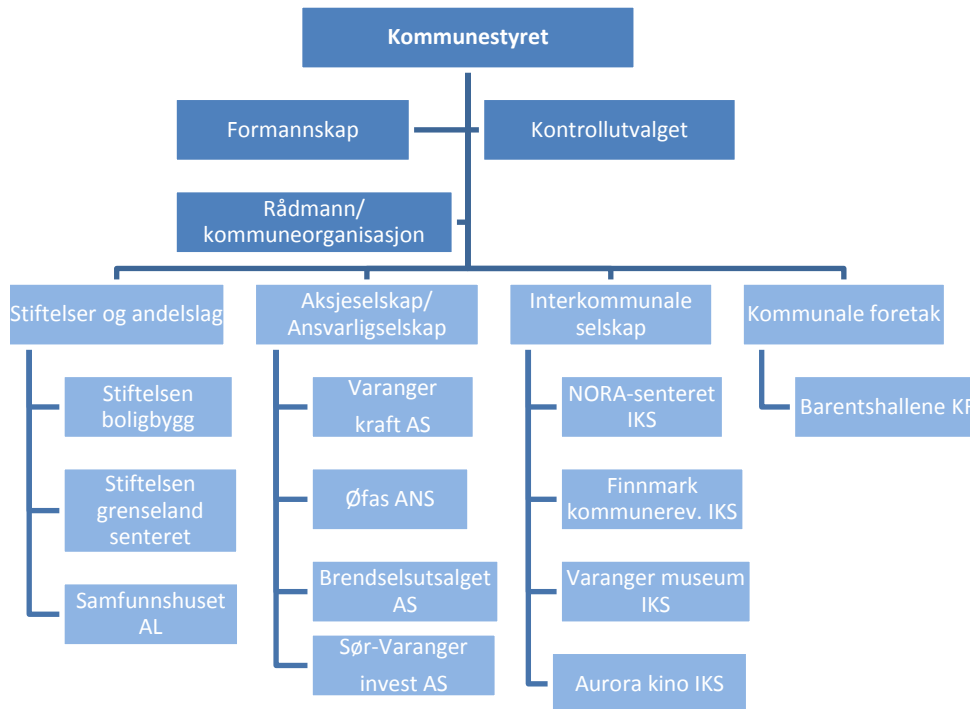 Kommunestyret
Formannskap
Kontrollutvalget
Rådmann/
kommuneorganisasjon
Stiftelser og andelslag
Aksjeselskap/
Ansvarligselskap
Interkommunale
selskap
Kommunale foretak
Stiftelsen
boligbygg
Stiftelsen
grenseland
senteret
Samfunnshuset
AL
Varanger
kraft AS
Øfas ANS
Brendselsutsalget
AS
Sør-Varanger
invest AS
NORA-senteret
IKS
Finnmark
kommunerev. IKS
Varanger museum
IKS
Aurora kino IKS
Barentshallene KF